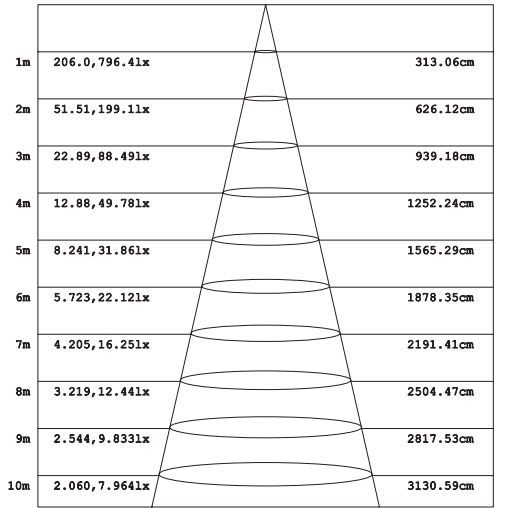 1m 206.0,796.4lx 313.06cm
2m 51.51,199.1lx 626.12cm
3m 22.89,88.49lx 939.18cm
4m 12.88,49.78lx 1252.24cm
5m 8.241,31.86lx 1565.29cm
6m 5.723,22.12lx 1878.35cm
7m 4.205,16.25lx 2191.41cm
8m 3.219,12.44lx 2504.47cm
9m 2.544,9.833lx 2817.53cm
10m 2.060,7.964lx 3130.59cm